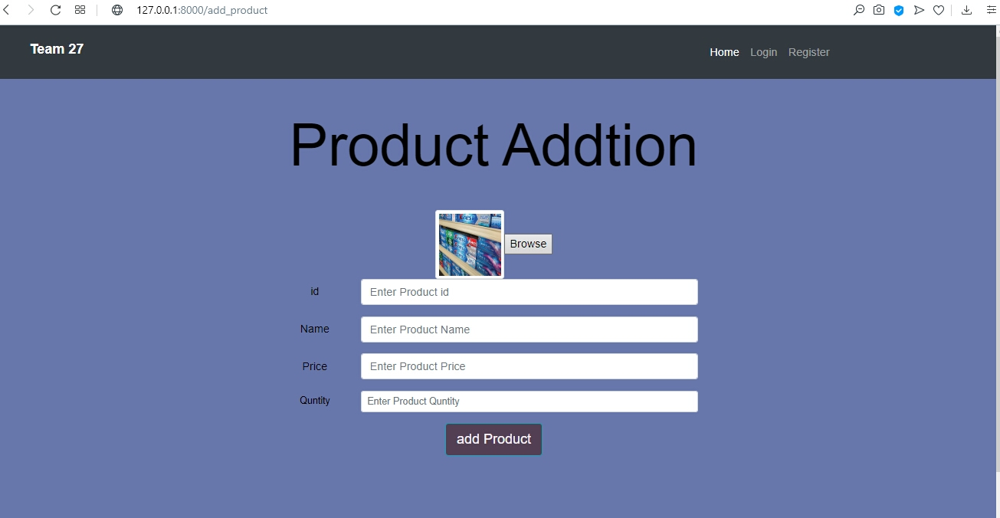 127.0.0.1:8000/add_product
Team 27
Home Login Register
Product Addtion
Browse
id Enter Product id
Name Enter Product Name
Price Enter Product Price
Quntity Enter Product Quntity
add Product